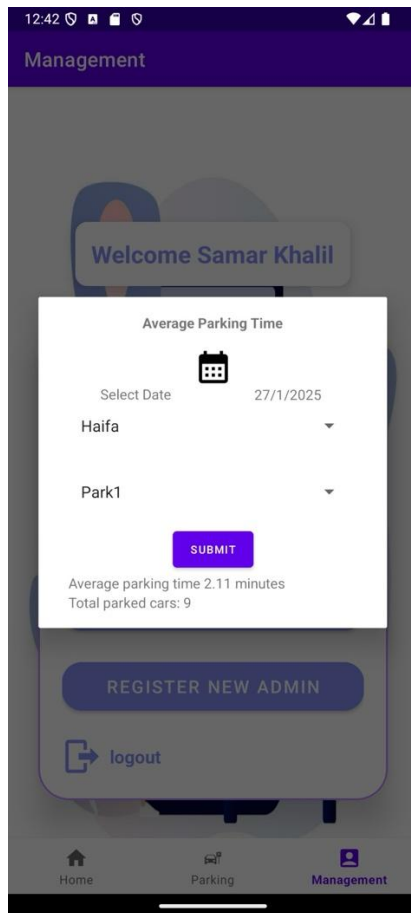 12:42
Management
Welcome Samar Khalil
Average Parking Time
Select Date 27/1/2025
Haifa
Park1
SUBMIT
Average parking time 2.11 minutes
Total parked cars: 9
REGISTER NEW ADMIN
logout
Home Parking Management